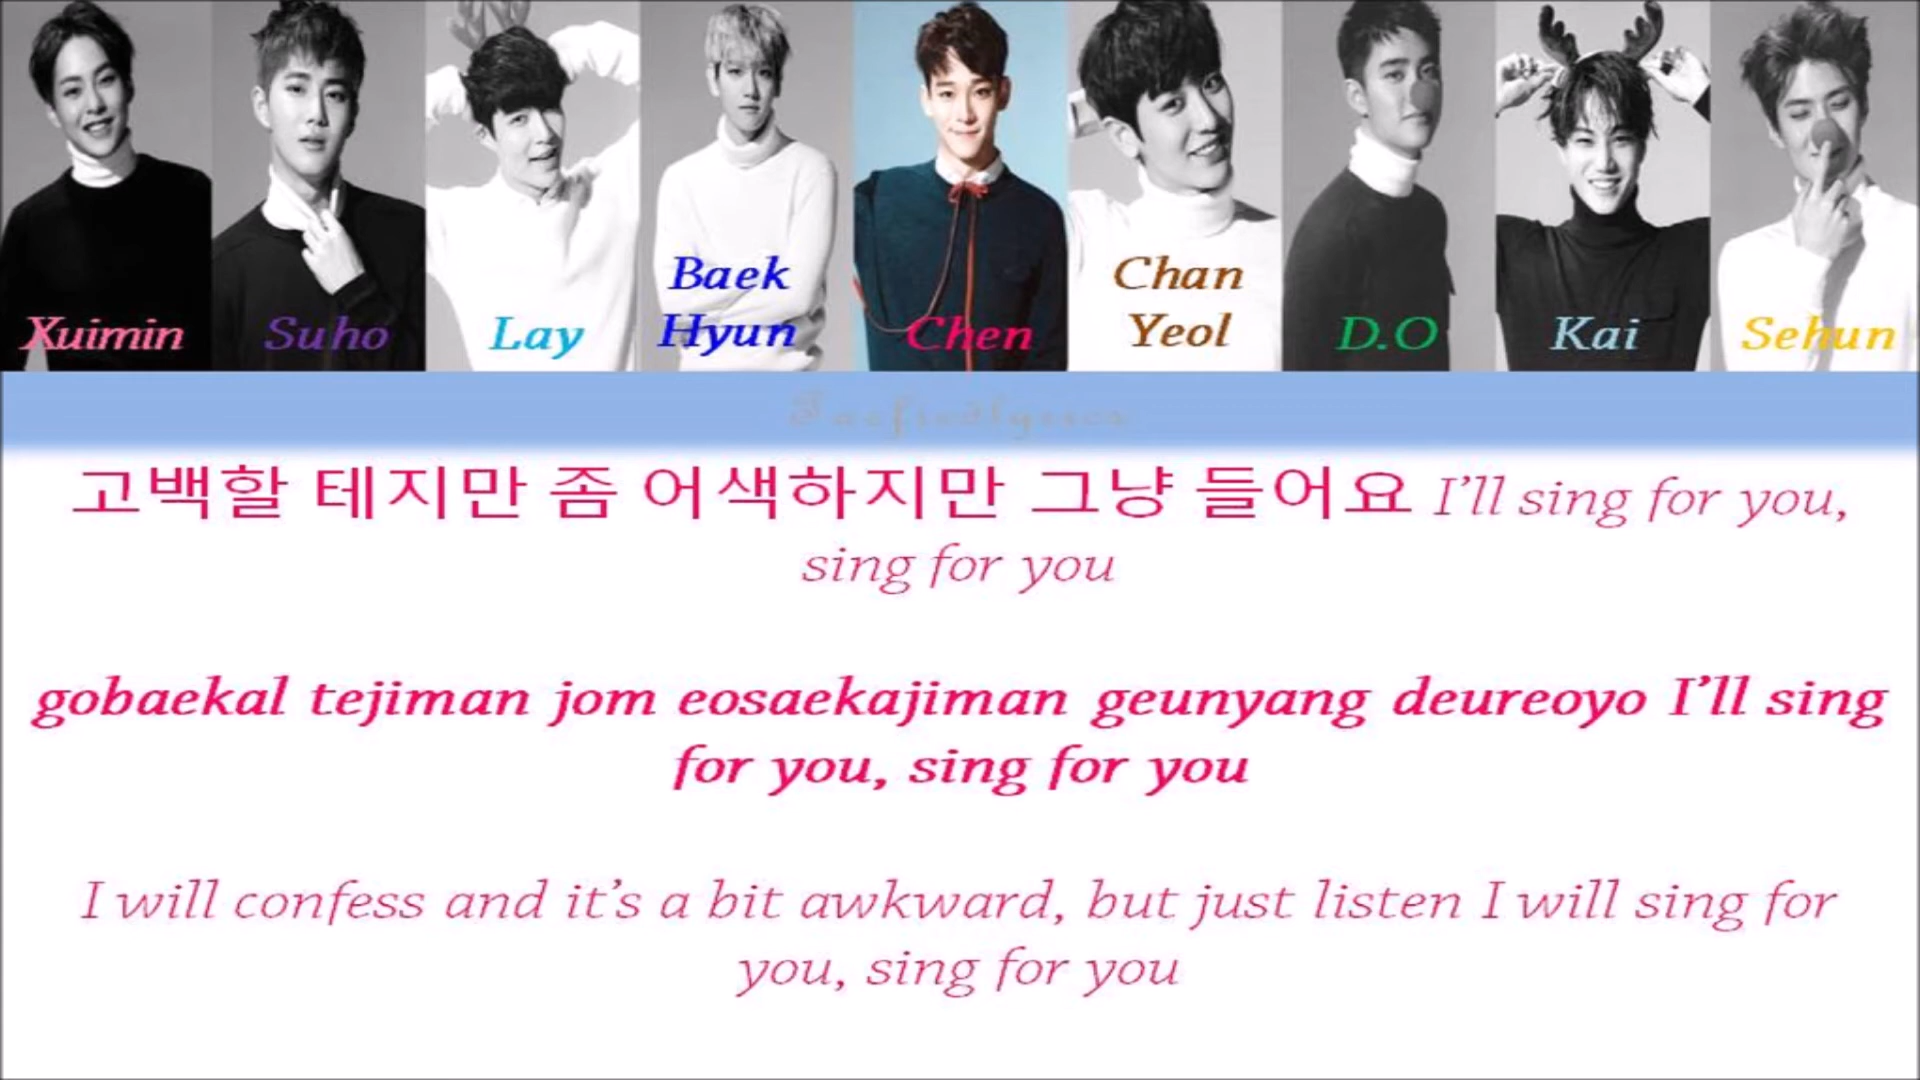 Xuimin
Suho
Lay
Baek
Hyun
Chen
Chan
Yeol
D.O
Kai
Sehun
고백할 테지만 좀 어색하지만 그냥 들어요 I’ll sing for you,
sing for you
gobaekal tejiman jom eosaekajiman geunyang deureoyo I’ll sing
for you, sing for you
I will confess and it’s a bit awkward, but just listen I will sing for
you, sing for you